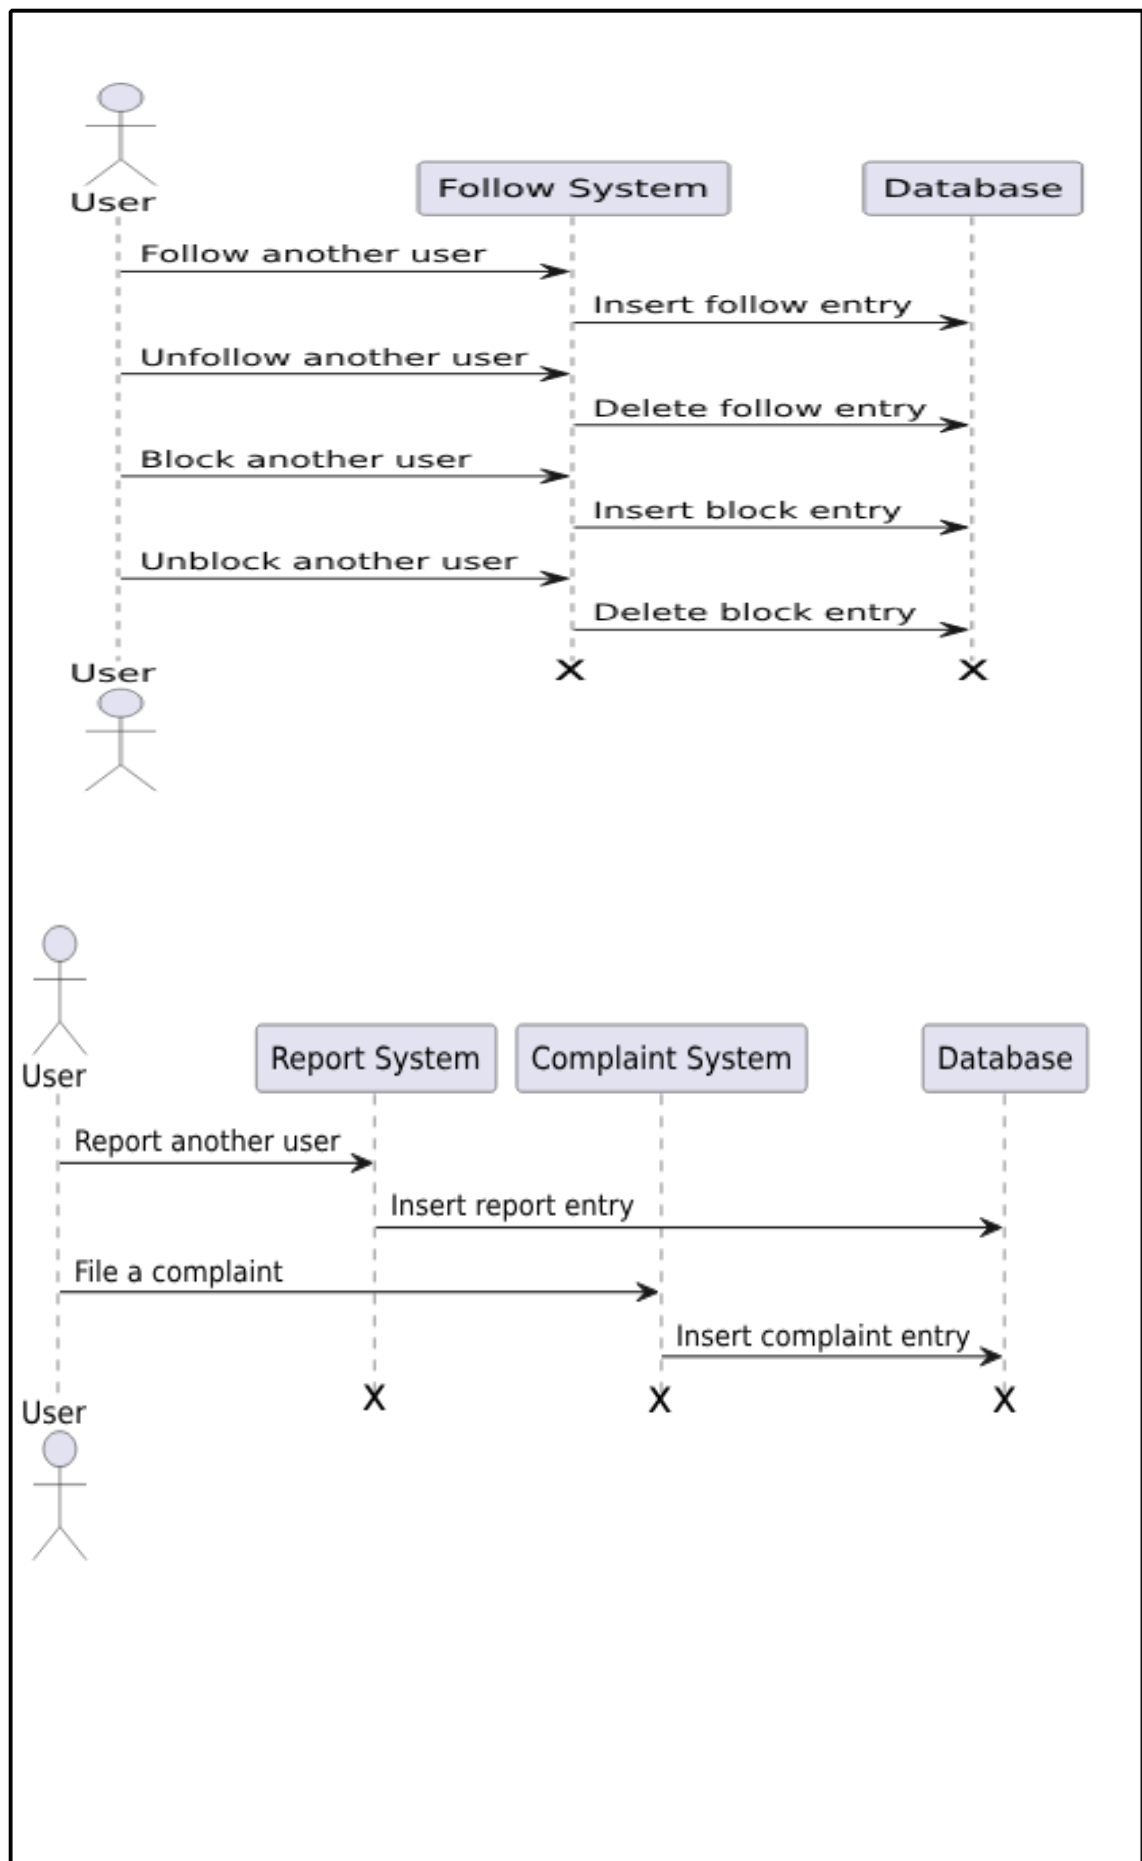 User
Follow System
Database
Follow another user
Insert follow entry
Unfollow another user
Delete follow entry
Block another user
Insert block entry
Unblock another user
Delete block entry
User
X
X
User
Report System
Complaint System
Database
Report another user
Insert report entry
File a complaint
Insert complaint entry
User
X
X
X